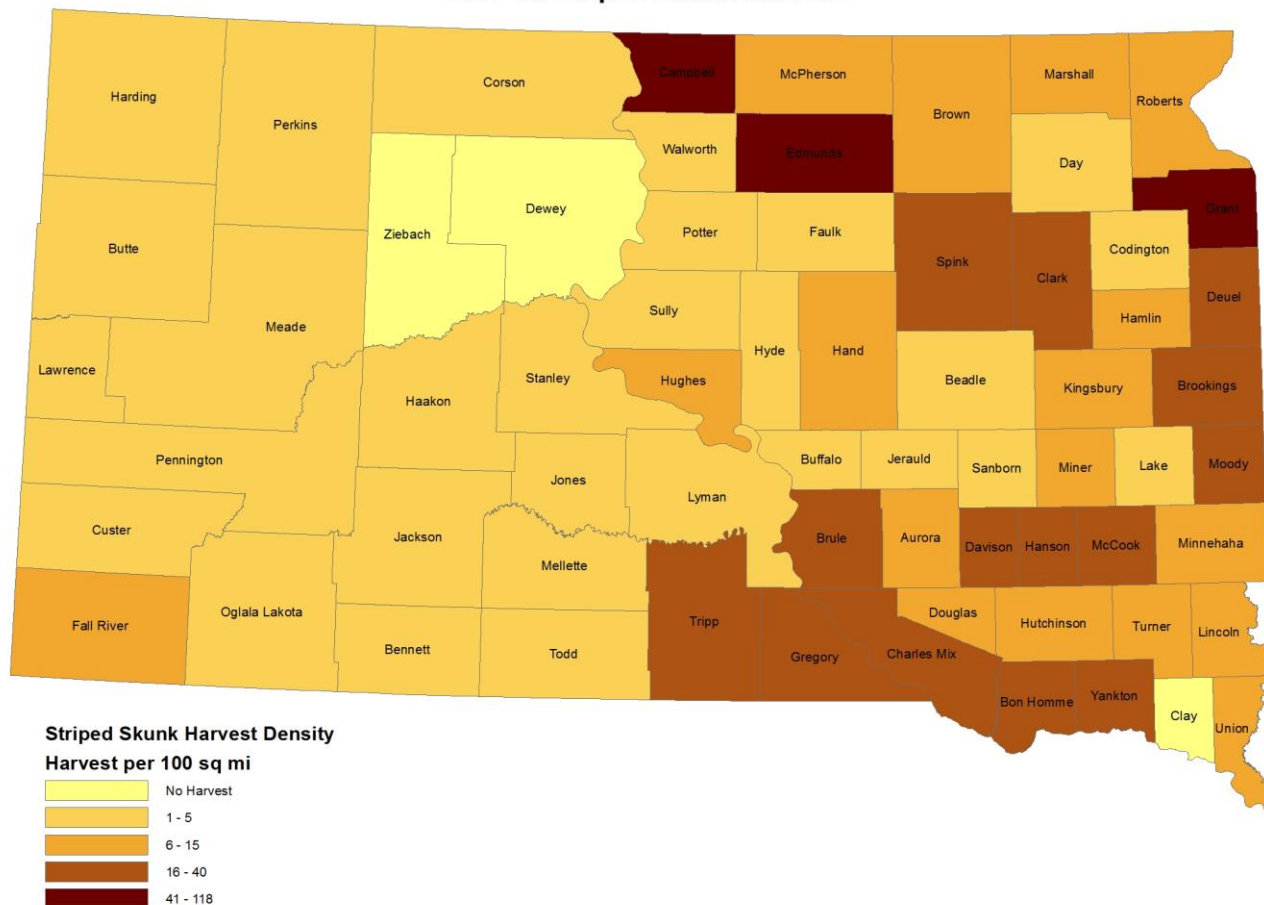 Campbell
McPherson
Marshall
Roberts
Corson
Harding
Perkins
Brown
Walworth
Edmunds
Day
Dewey
Grant
Ziebach
Potter
Faulk
Butte
Codington
Spink
Clark
Deuel
Sully
Hamlin
Meade
Hyde
Hand
Lawrence
Stanley
Hughes
Beadle
Kingsbury
Brookings
Haakon
Pennington
Buffalo
Jerauld
Sanborn
Miner
Lake
Moody
Jones
Lyman
Custer
Jackson
Brule
Aurora
Davison
Hanson
McCook
Minnehaha
Mellette
Oglala Lakota
Fall River
Tripp
Douglas
Hutchinson
Turner
Lincoln
Bennett
Todd
Gregory
Charles Mix
Bon Homme
Yankton
Clay
Union
Striped Skunk Harvest Density
Harvest per 100 sq mi
No Harvest
1 - 5
6 - 15
16 - 40
41 - 118